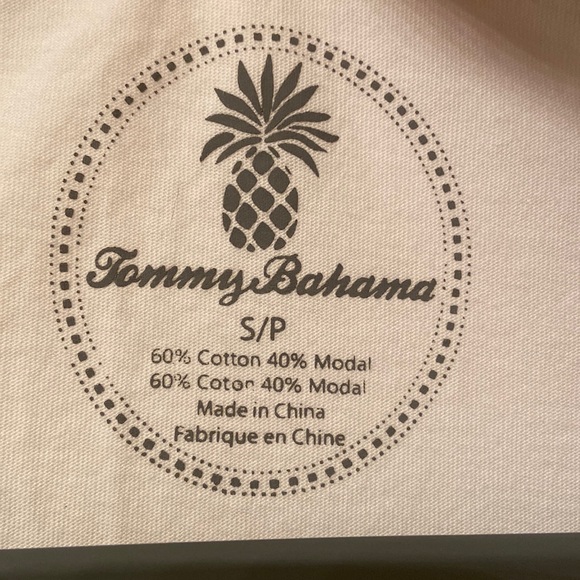 Tommy Bahama
S/P
60% Cotton 40% Modal
60% Coton 40% Modal
Made in China
Fabrique en Chine